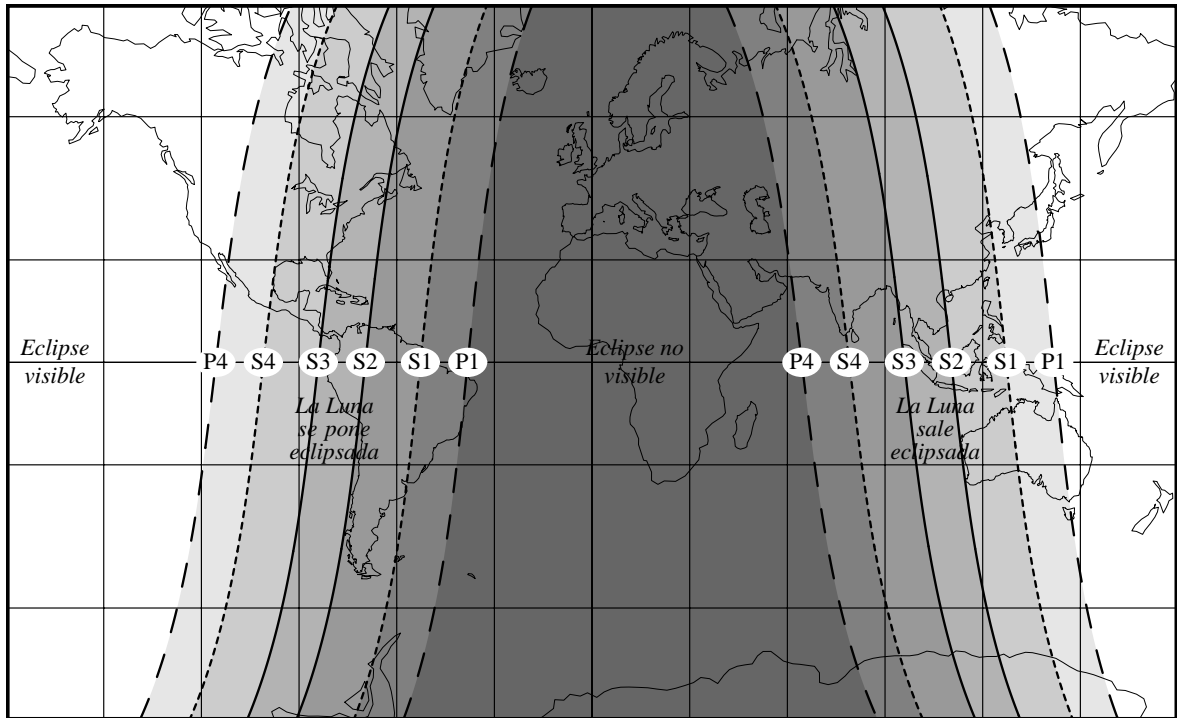 Eclipse
visible
P4
S4
S3
S2
S1
P1
Eclipse no
visible
P4
S4
S3
S2
S1
P1
Eclipse
visible
La Luna
se pone
eclipsada
La Luna
sale
eclipsada